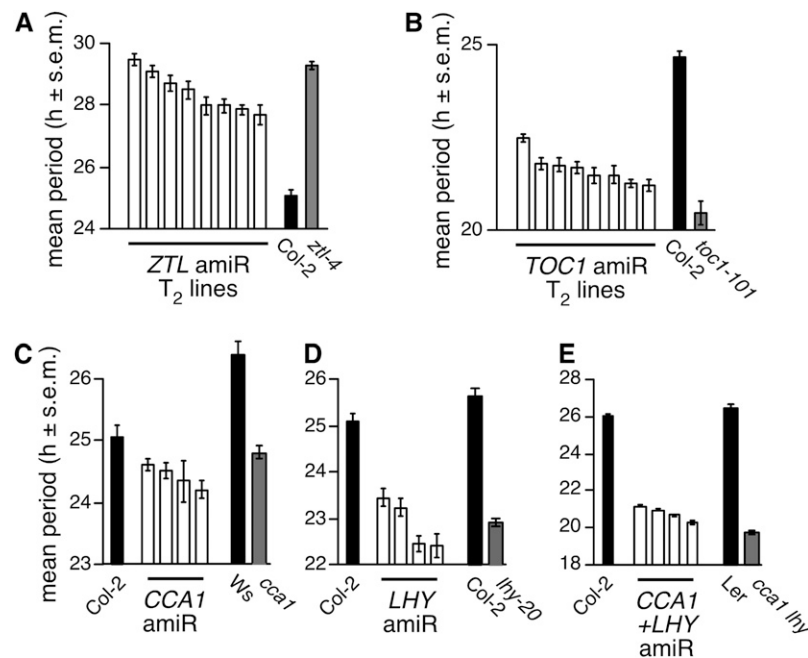 A
mean period (h ± s.e.m.)
30
28
26
24
ZTL amiR
T2 lines
Col-2
ztl-4
B
mean period (h ± s.e.m.)
25
20
TOC1 amiR
T2 lines
Col-2
toc1-101
C
mean period (h ± s.e.m.)
26
25
24
23
Col-2
CCA1
amiR
Ws
cca1
D
26
25
24
23
22
Col-2
LHY
amiR
Col-2
lhy-20
E
28
26
22
20
18
Col-2
CCA1
+LHY
amiR
Ler
cca1 lhy